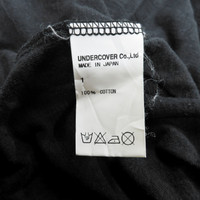 UNDERCOVER Co.,Ltd
MADE IN JAPAN
1
100% COTTON